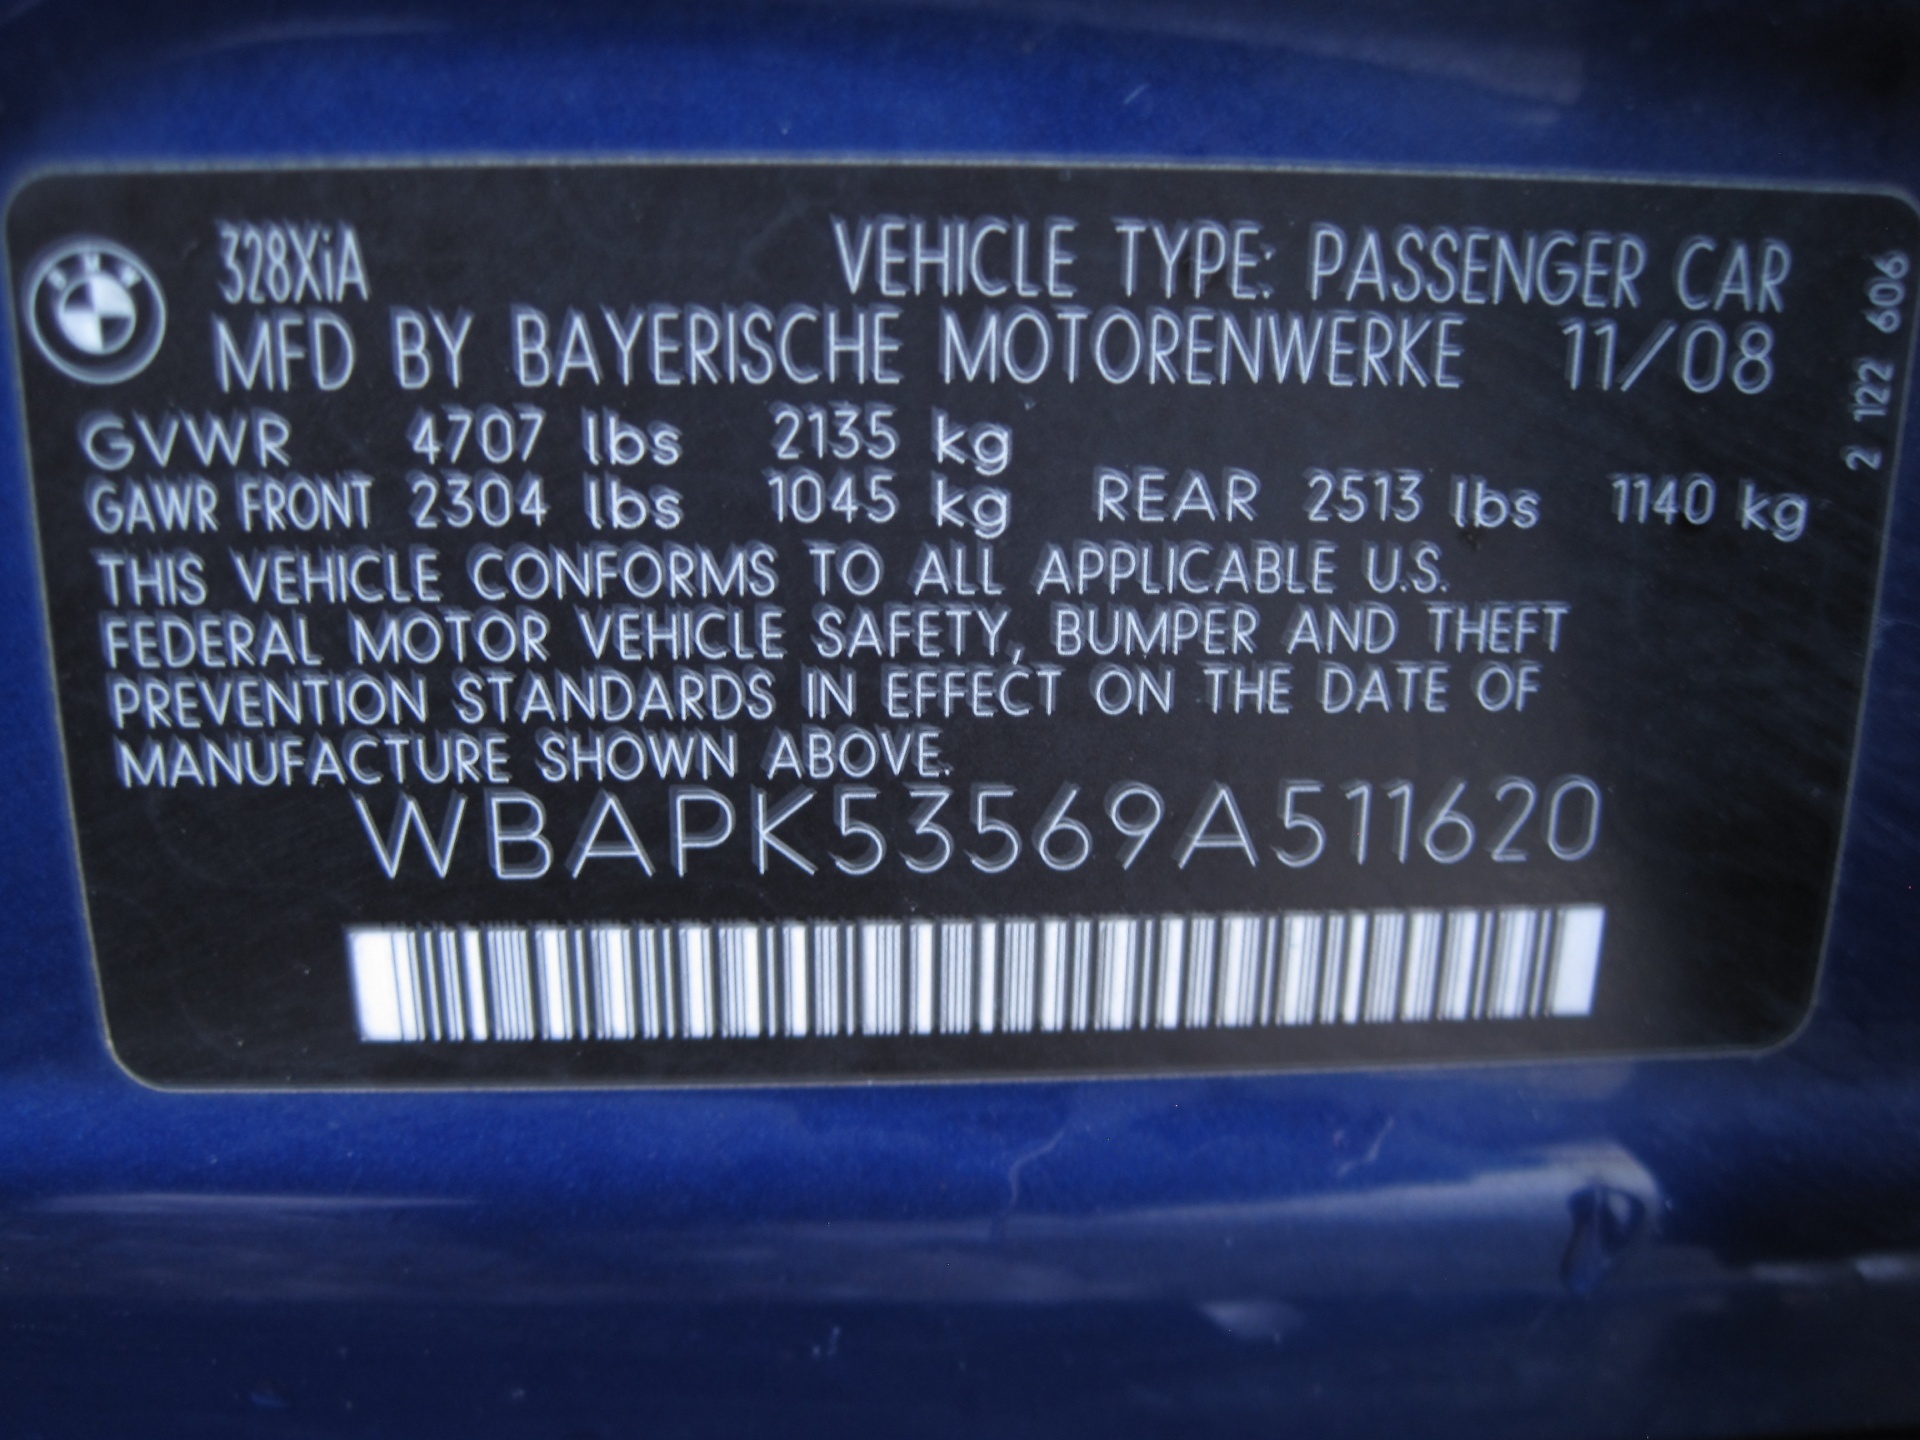 BMW
328XiA VEHICLE TYPE: PASSENGER CAR
MFD BY BAYERISCHE MOTORENWERKE 11/08
GVWR 4707 lbs 2135 kg
GAWR FRONT 2304 lbs 1045 kg REAR 2513 lbs 1140 kg
THIS VEHICLE CONFORMS TO ALL APPLICABLE U.S.
FEDERAL MOTOR VEHICLE SAFETY, BUMPER AND THEFT
PREVENTION STANDARDS IN EFFECT ON THE DATE OF
MANUFACTURE SHOWN ABOVE.
WBAPK53569A511620
2 122 606